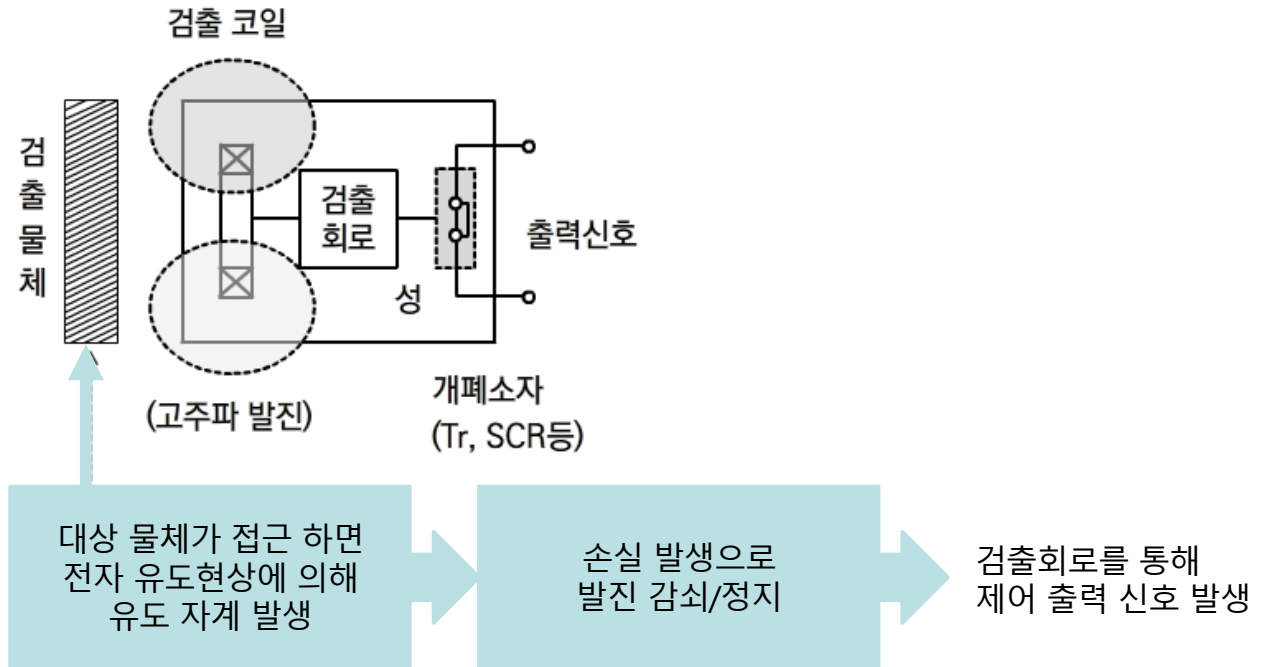 검출 코일
검
출
물
체
검출
회로
출력신호
성
(고주파 발진)
개폐소자
(Tr, SCR등)
대상 물체가 접근 하면
전자 유도현상에 의해
유도 자계 발생
손실 발생으로
발진 감쇠/정지
검출회로를 통해
제어 출력 신호 발생